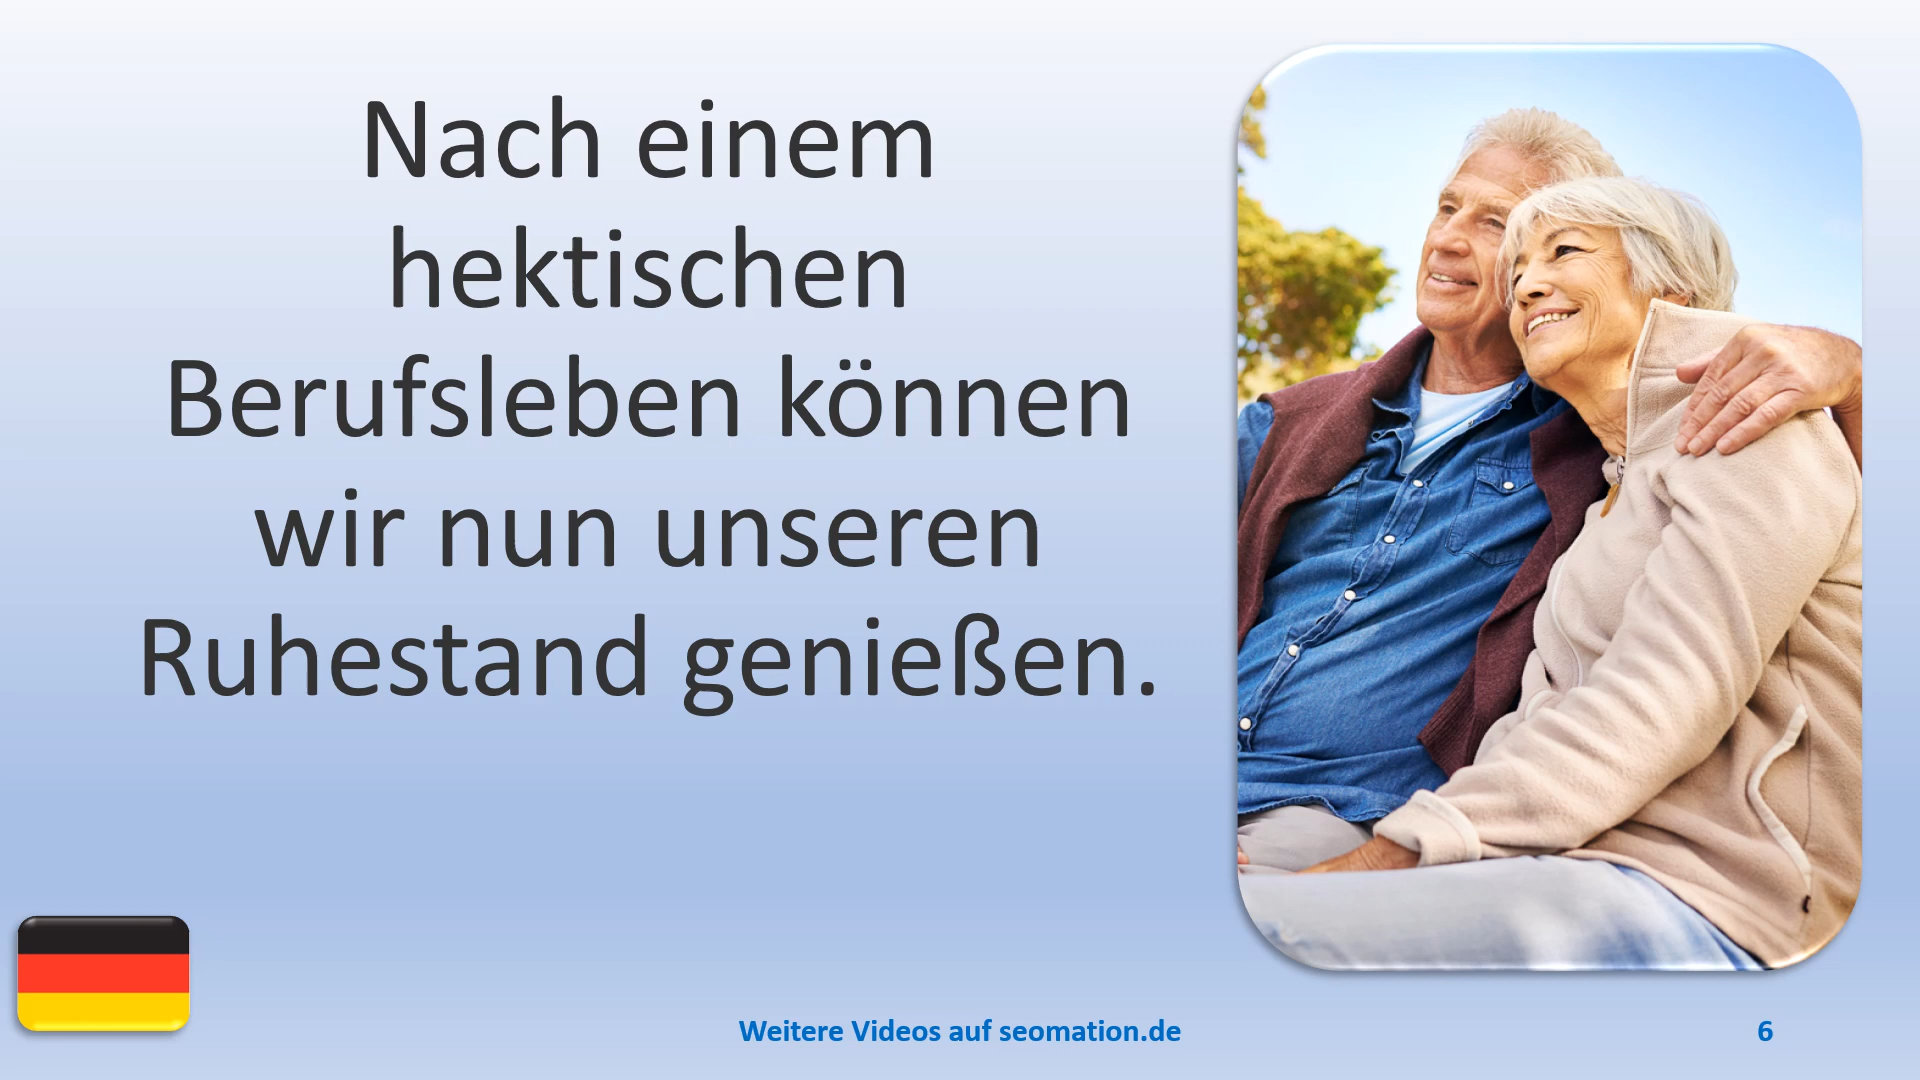 Nach einem
hektischen
Berufsleben können
wir nun unseren
Ruhestand genießen.
Weitere Videos auf seomation.de
6